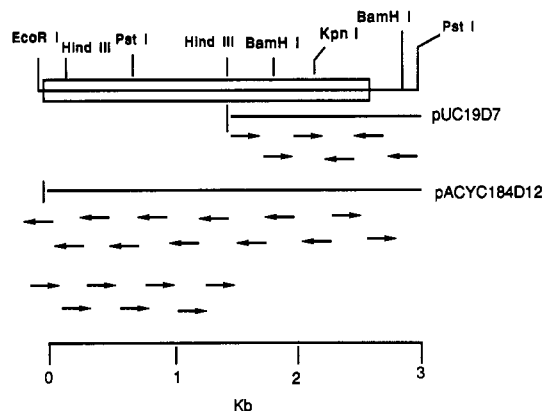 EcoR I
Hind III
Pst I
Hind III
BamH I
Kpn I
BamH I
Pst I
pUC19D7
pACYC184D12
0 1 2 3
Kb